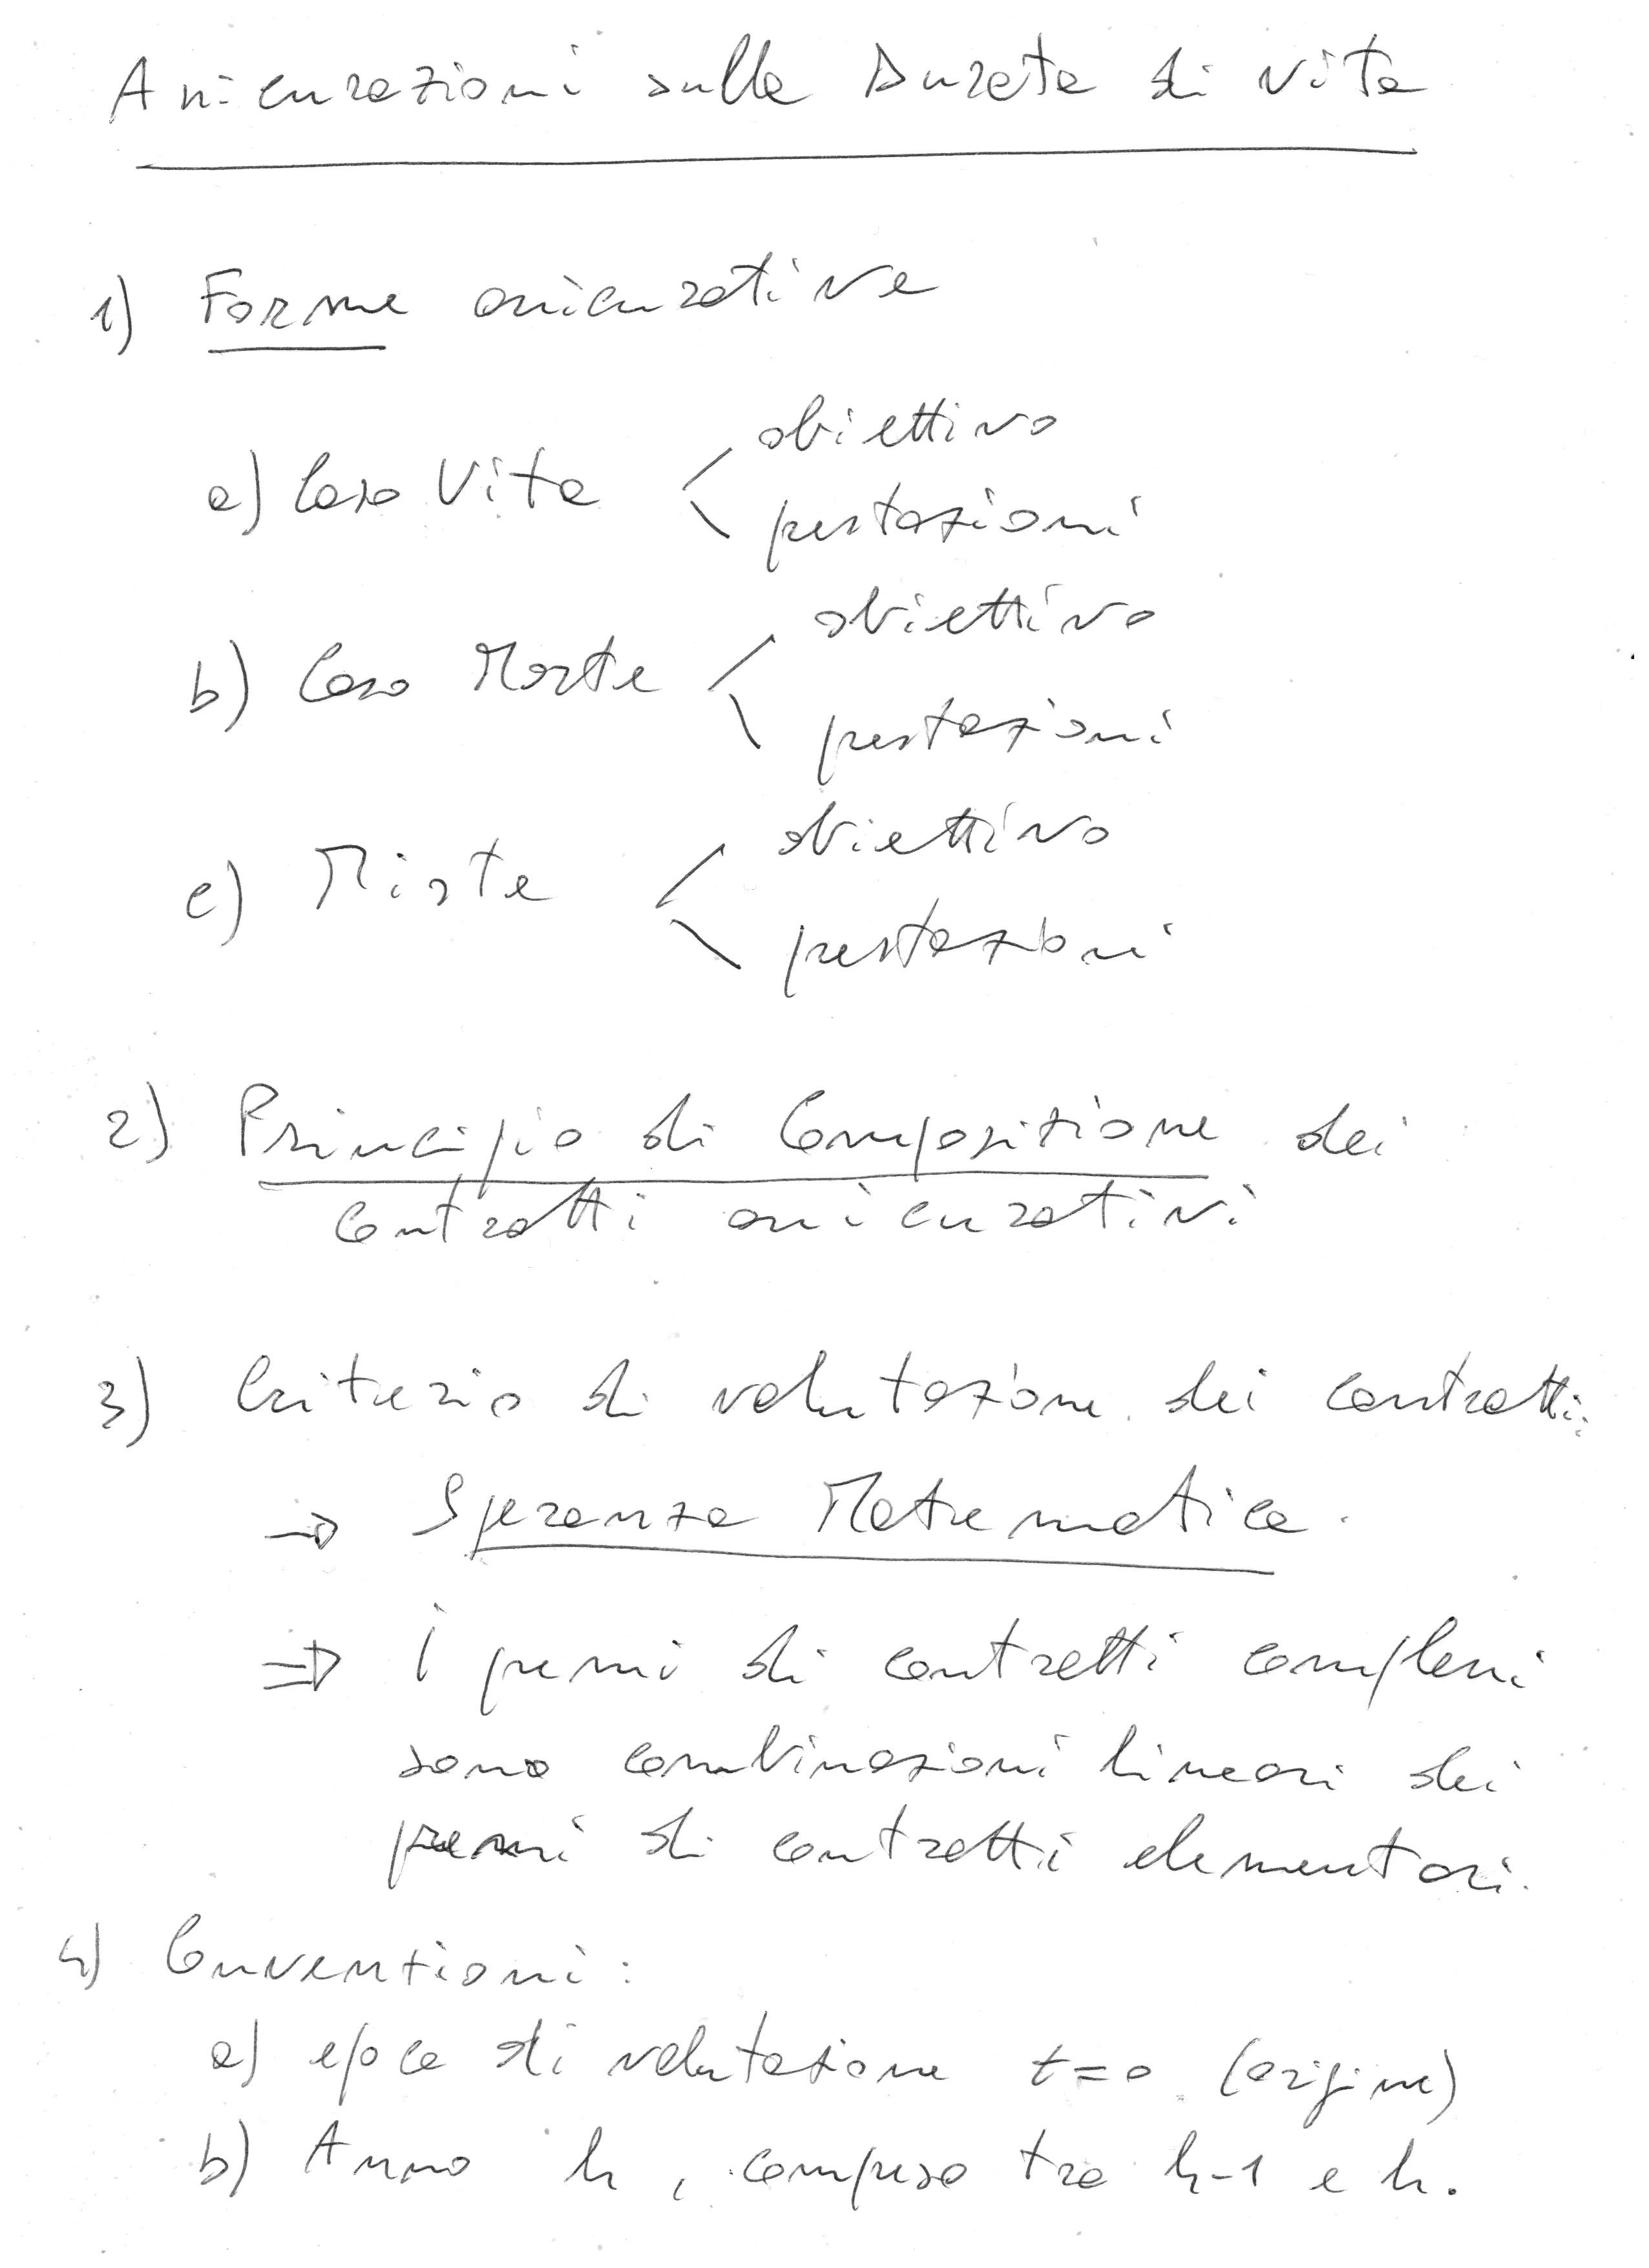 Assicurazioni sulla Durata di Vita
1) Forme assicurative
obiettivo
a) Caso Vita
prestazioni
obiettivo
b) Caso Morte
prestazioni
obiettivo
c) Miste
prestazioni
2) Principio di Composizione dei
contratti assicurativi
3) Criterio di valutazione dei contratti:
→ Speranza Matematica.
⇒ I premi di contratti complessi
sono combinazioni lineari dei
premi di contratti elementari.
4) Convenzioni:
a) epoca di valutazione t=0 (origine)
b) Anno h, compreso tra h-1 e h.